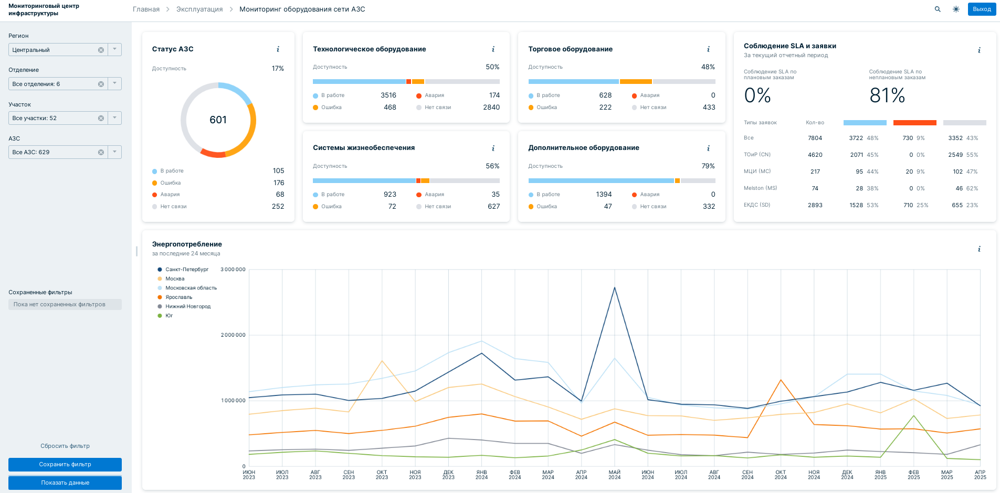 Мониторинговый центр
инфраструктуры
Главная
Эксплуатация
Мониторинг оборудования сети АЗС
Выход
Регион
Центральный
Отделение
Все отделения: 6
Участок
Все участки: 52
АЗС
Все АЗС: 629
Сохраненные фильтры
Пока нет сохраненных фильтров
Сбросить фильтр
Сохранить фильтр
Показать данные
Статус АЗС
i
Доступность 17%
601
В работе 105
Ошибка 176
Авария 68
Нет связи 252
Технологическое оборудование
i
Доступность 50%
В работе 3516 Авария 174
Ошибка 468 Нет связи 2840
Торговое оборудование
i
Доступность 48%
В работе 628 Авария 0
Ошибка 222 Нет связи 433
Системы жизнеобеспечения
i
Доступность 56%
В работе 923 Авария 35
Ошибка 72 Нет связи 627
Дополнительное оборудование
i
Доступность 79%
В работе 1394 Авария 0
Ошибка 47 Нет связи 332
Соблюдение SLA и заявки
За текущий отчетный период
i
Соблюдение SLA по
плановым заказам
0%
Соблюдение SLA по
неплановым заказам
81%
Типы заявок Кол-во
Все 7804 3722 48% 730 9% 3352 43%
ТОиР (CN) 4620 2071 45% 0 0% 2549 55%
МЦИ (MC) 217 95 44% 20 9% 102 47%
Melston (MS) 74 28 38% 0 0% 46 62%
ЕКДС (SD) 2893 1528 53% 710 25% 655 23%
Энергопотребление
за последние 24 месяца
i
Санкт-Петербург
Москва
Московская область
Ярославль
Нижний Новгород
Юг
3 000 000
2 000 000
1 000 000
0
ИЮН ИЮЛ АВГ СЕН ОКТ НОЯ ДЕК ЯНВ ФЕВ МАР АПР МАЙ ИЮН ИЮЛ АВГ СЕН ОКТ НОЯ ДЕК ЯНВ ФЕВ МАР АПР
2023 2023 2023 2023 2023 2023 2023 2024 2024 2024 2024 2024 2024 2024 2024 2024 2024 2024 2024 2025 2025 2025 2025